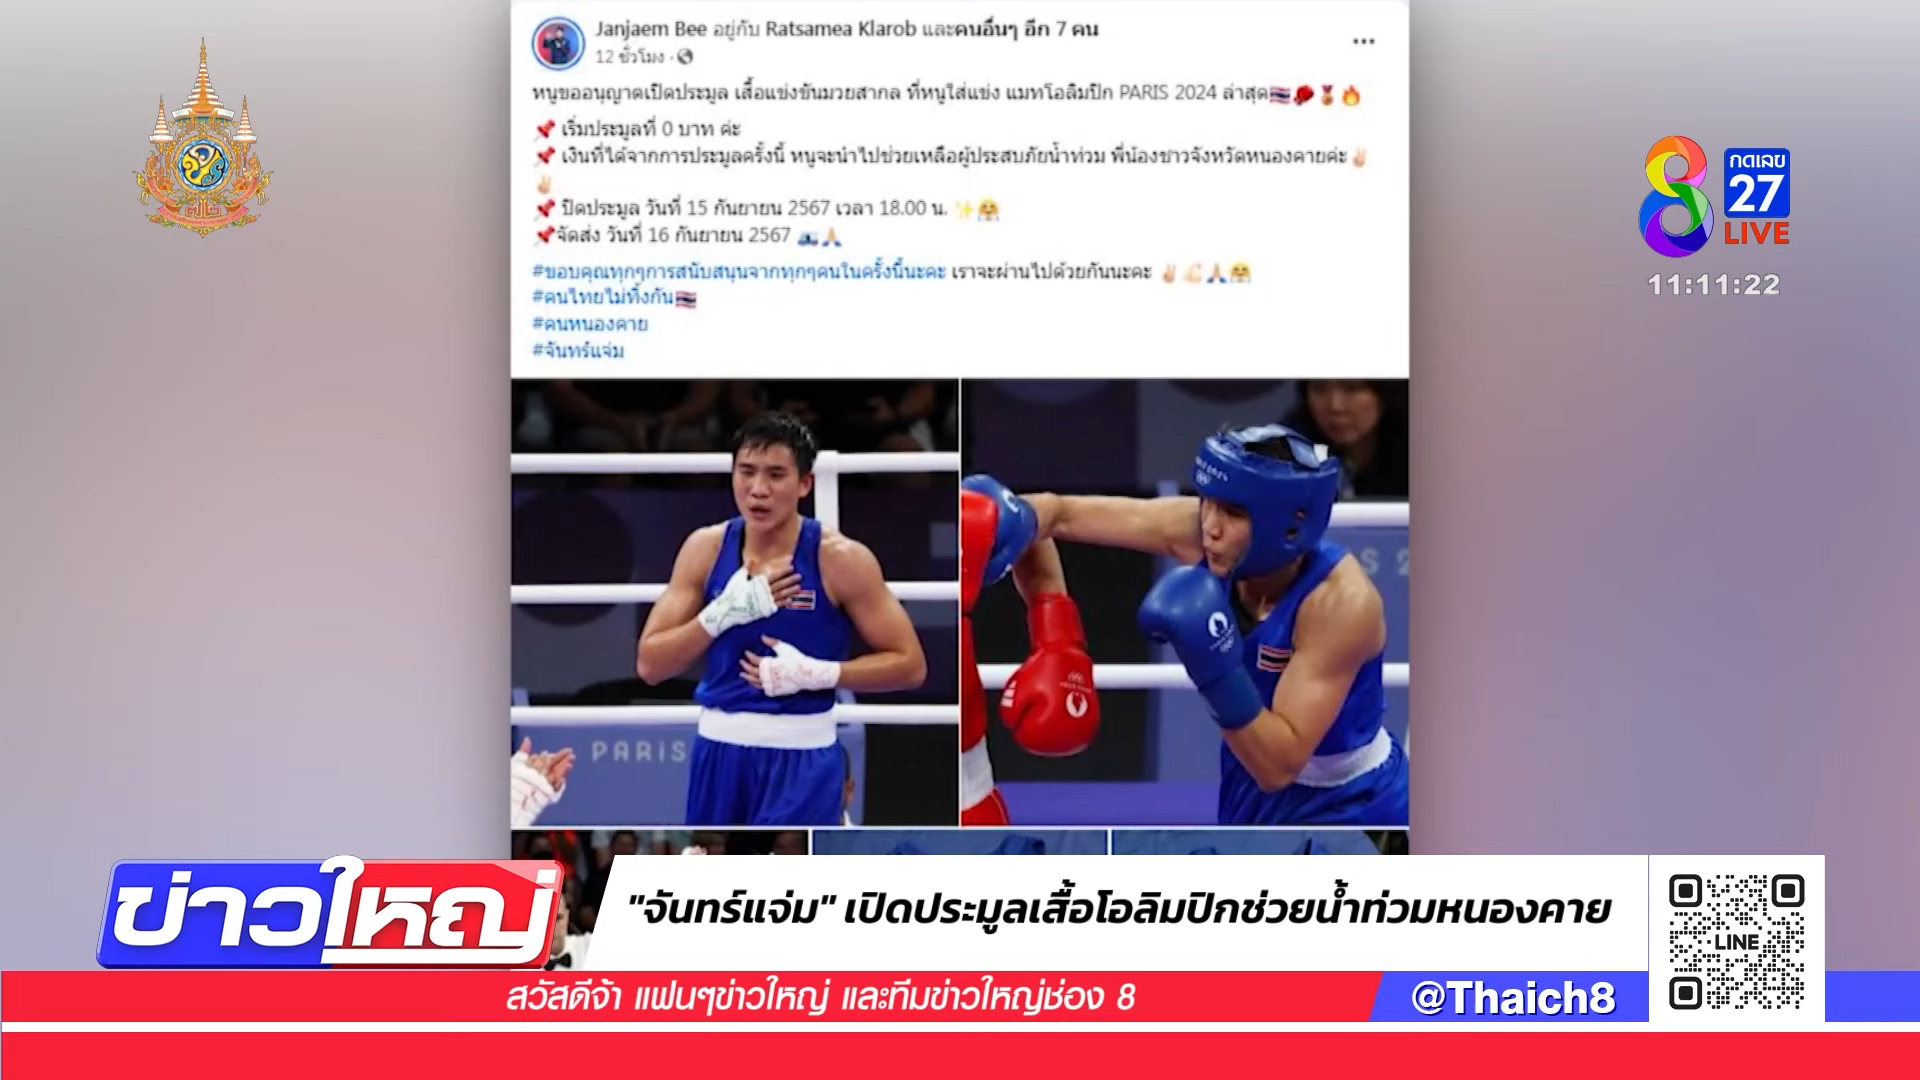 Janjaem Bee อยู่กับ Ratsamea Klarob และคนอื่นๆ อีก 7 คน
12 ชั่วโมง ·
หนูขออนุญาตเปิดประมูล เสื้อแข่งขันมวยสากล ที่หนูใส่แข่ง แมทโอลิมปิก PARIS 2024 ล่าสุด🇹🇭🥊🏅🔥
📌 เริ่มประมูลที่ 0 บาท ค่ะ
📌 เงินที่ได้จากการประมูลครั้งนี้ หนูจะนำไปช่วยเหลือผู้ประสบภัยน้ำท่วม พี่น้องชาวจังหวัดหนองคายค่ะ✌🏻
✌🏻
📌 ปิดประมูล วันที่ 15 กันยายน 2567 เวลา 18.00 น. ✨🤗
📌จัดส่ง วันที่ 16 กันยายน 2567 🚙🙏🏻
#ขอบคุณทุกๆการสนับสนุนจากทุกๆคนในครั้งนี้นะคะ เราจะผ่านไปด้วยกันนะคะ ✌🏻💪🏻🙏🏻🤗
#คนไทยไม่ทิ้งกัน🇹🇭
#คนหนองคาย
#จันทร์แจ่ม
กดเลข
27
LIVE
11:11:22
PARIS
ข่าวใหญ่
"จันทร์แจ่ม" เปิดประมูลเสื้อโอลิมปิกช่วยน้ำท่วมหนองคาย
LINE
สวัสดีจ้า แฟนๆข่าวใหญ่ และทีมข่าวใหญ่ช่อง 8
@Thaich8